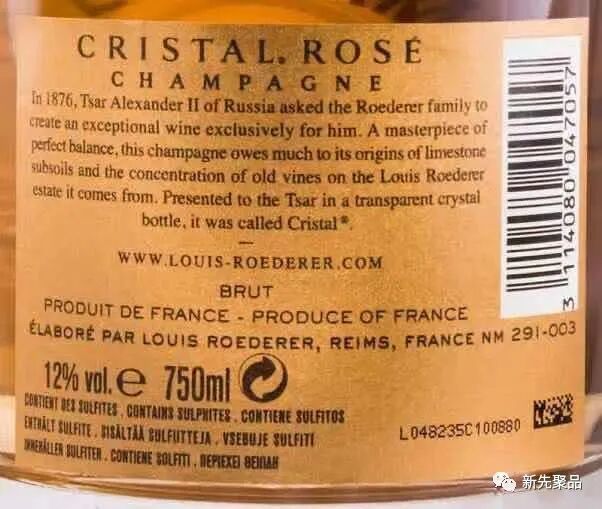 CRISTAL. ROSÉ
CHAMPAGNE
In 1876, Tsar Alexander II of Russia asked the Roederer family to
create an exceptional wine exclusively for him. A masterpiece of
perfect balance, this champagne owes much to its origins of limestone
subsoils and the concentration of old vines on the Louis Roederer
estate it comes from. Presented to the Tsar in a transparent crystal
bottle, it was called Cristal®.
WWW.LOUIS-ROEDERER.COM
BRUT
PRODUIT DE FRANCE - PRODUCE OF FRANCE
ÉLABORÉ PAR LOUIS ROEDERER, REIMS, FRANCE NM 291-003
3 114080 047057
12% vol. ℮ 750ml
CONTIENT DES SULFITES . CONTAINS SULPHITES . CONTIENE SULFITOS
ENTHÄLT SULFITE . SISÄLTÄÄ SULFUTTEJA . VSEBUJE SULFITI
INNEHÅLLER SULFITER . CONTIENE SOLFITI . ΠΕΡΙΕΧΕΙ ΘΕΙΩΔΗ
L048235C100880
新先聚品